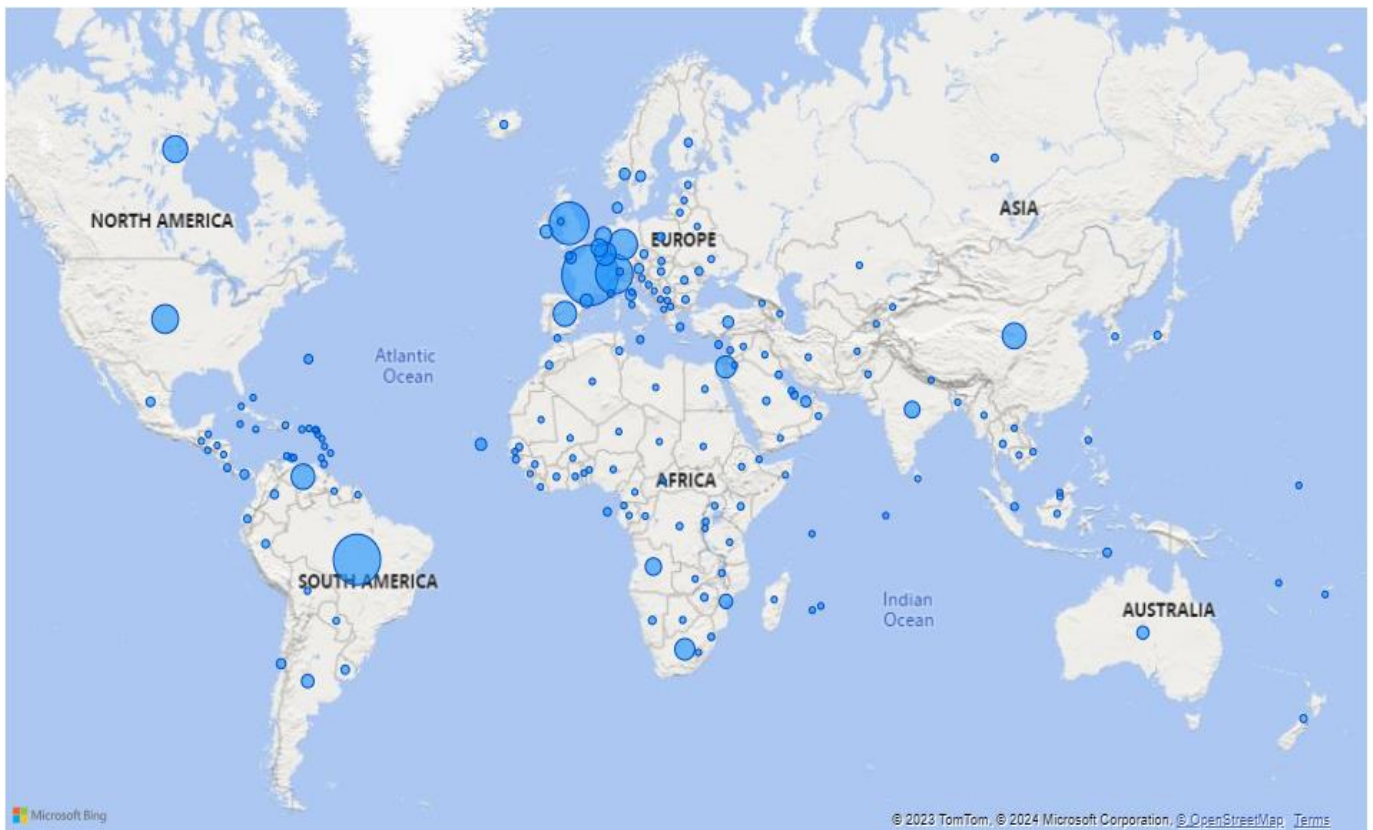 NORTH AMERICA
ASIA
EUROPE
Atlantic
Ocean
AFRICA
SOUTH AMERICA
Indian
Ocean
AUSTRALIA
Microsoft Bing
© 2023 TomTom, © 2024 Microsoft Corporation, © OpenStreetMap Terms